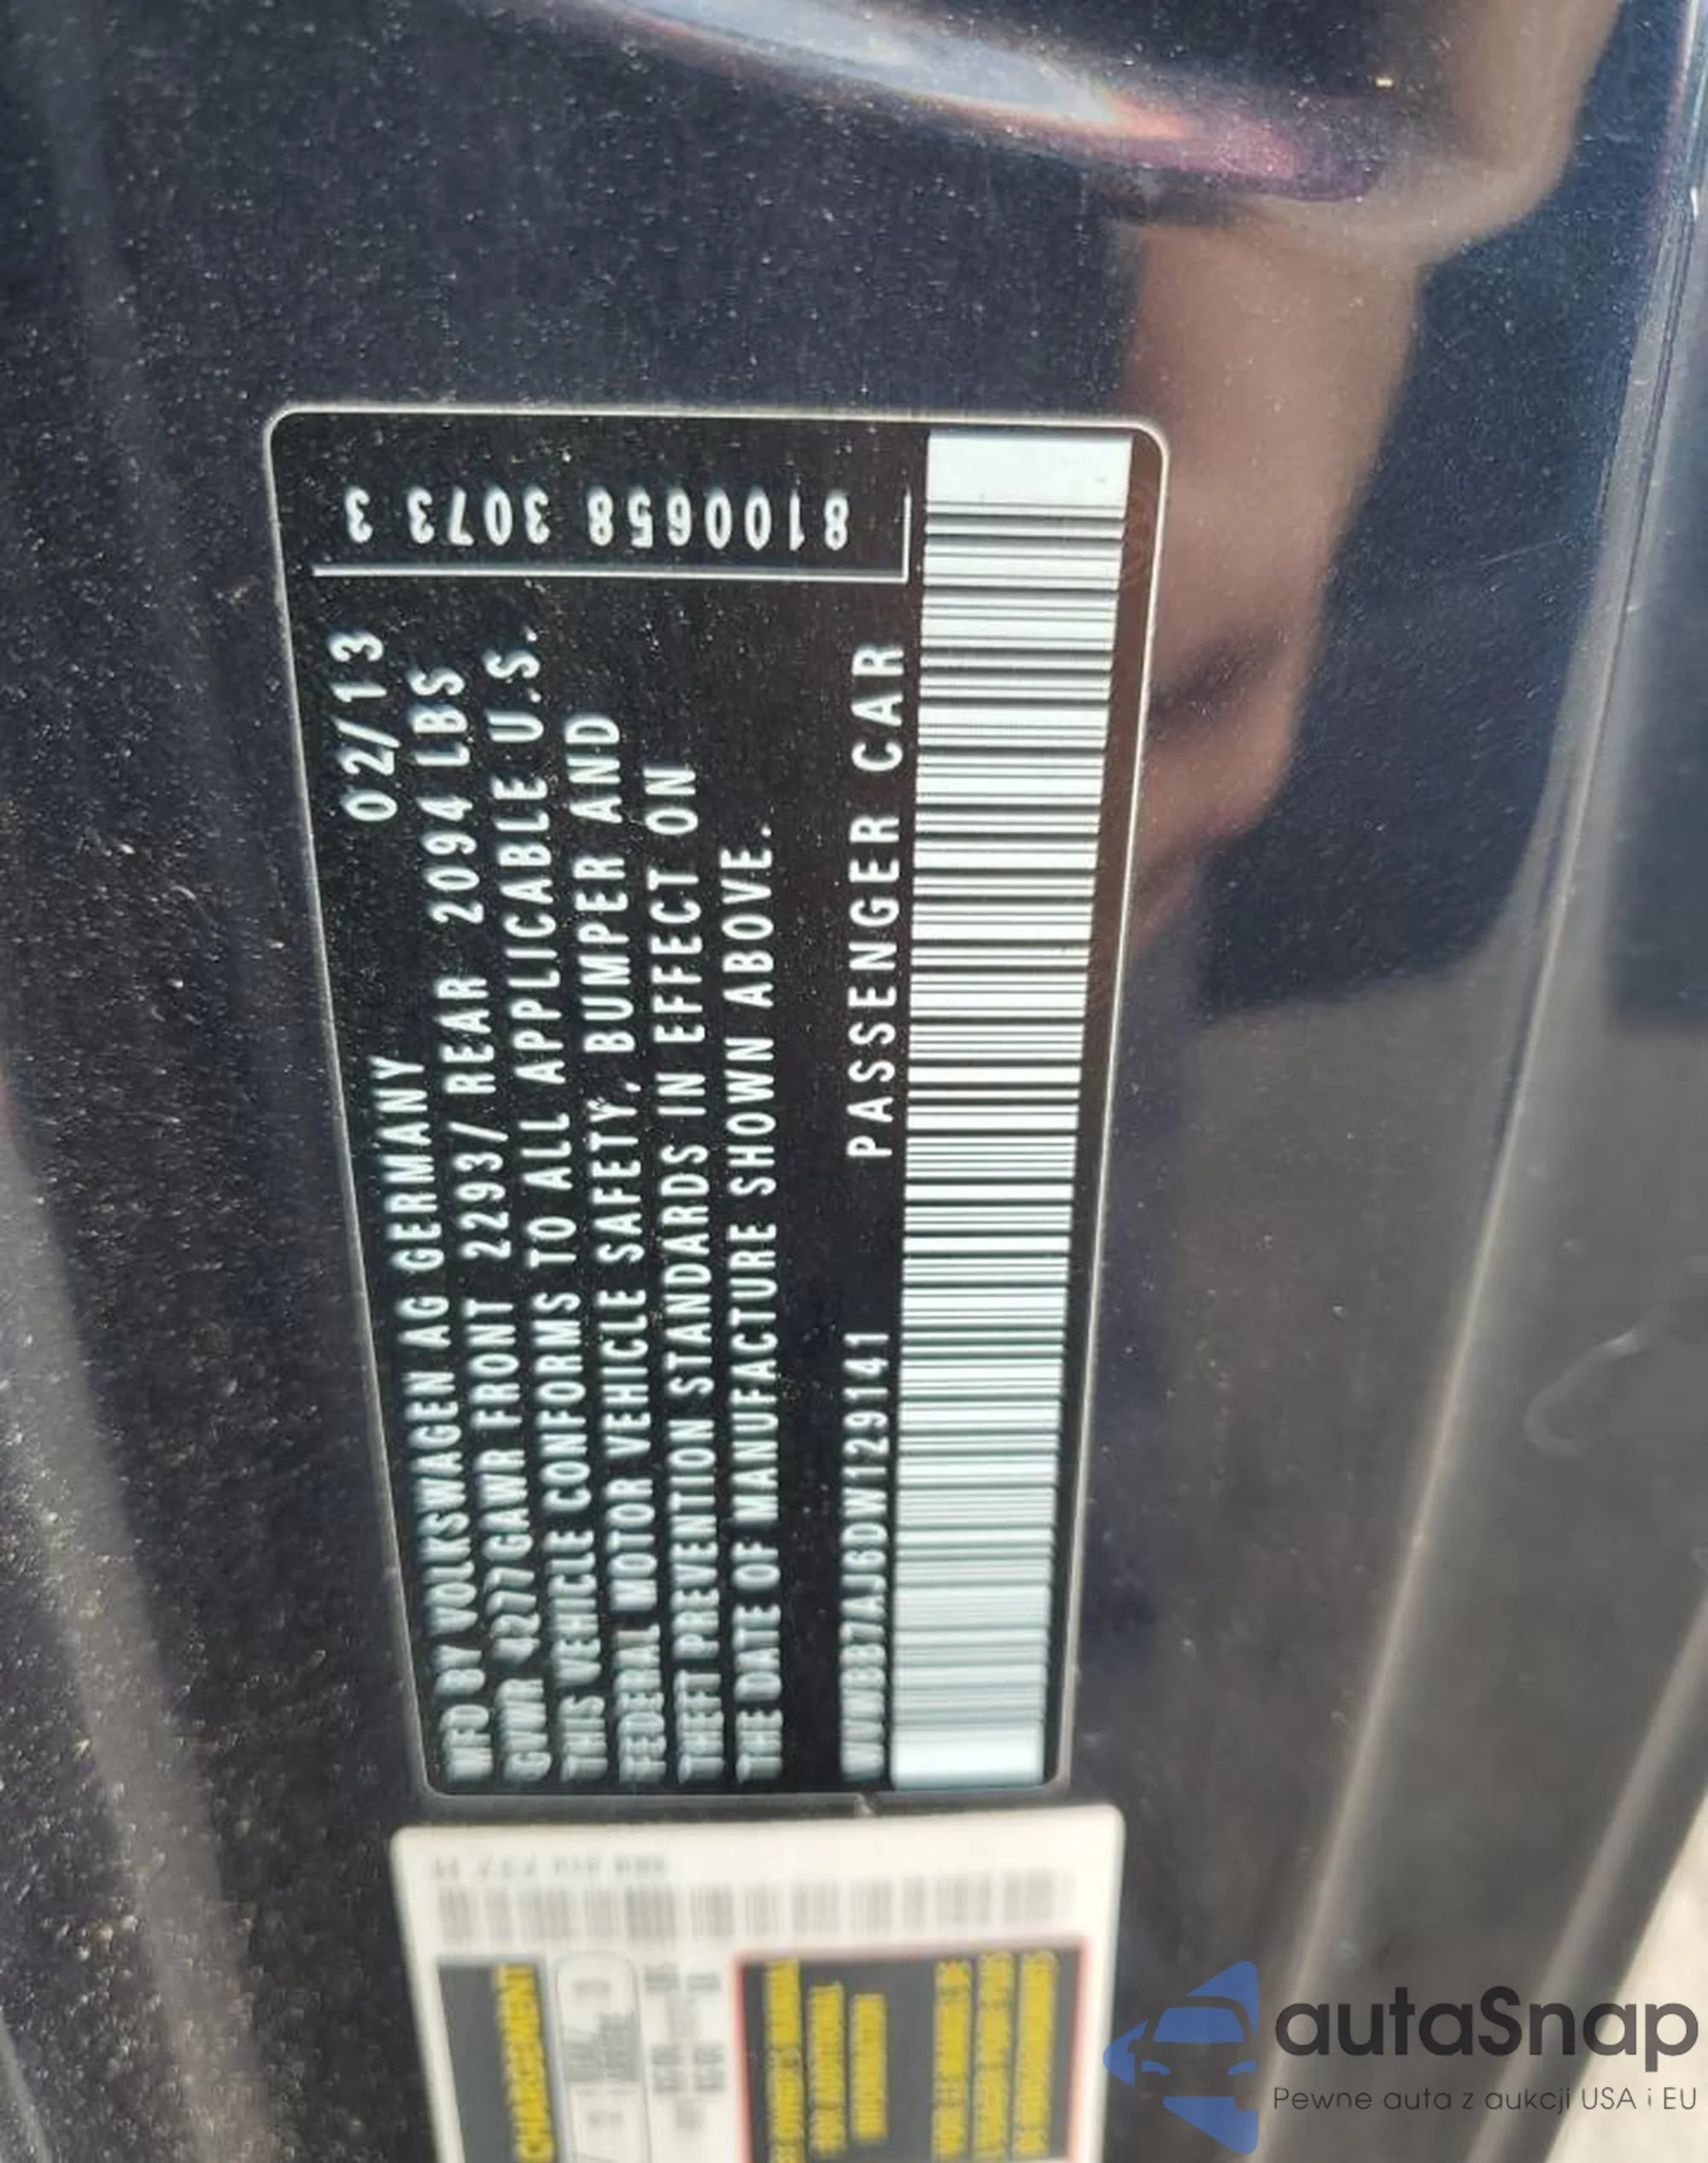 MFD BY VOLKSWAGEN AG GERMANY 02/13
GVWR 4277GAWR FRONT 2293/ REAR 2094 LBS
THIS VEHICLE CONFORMS TO ALL APPLICABLE U.S.
FEDERAL MOTOR VEHICLE SAFETY, BUMPER AND
THEFT PREVENTION STANDARDS IN EFFECT ON
THE DATE OF MANUFACTURE SHOWN ABOVE.
WVWBB7AJ6DW129141 PASSENGER CAR
8100658 3073 3
CHARGEMENT
autaSnap
Pewne auta z aukcji USA i EU